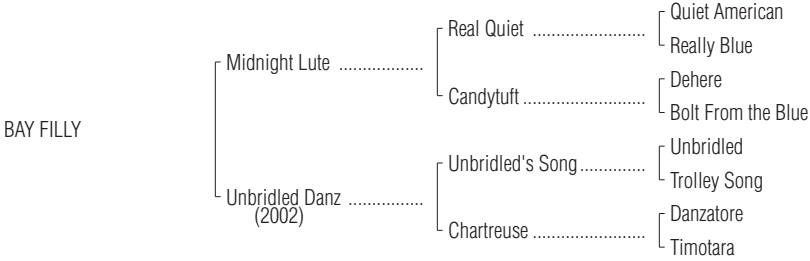 Quiet American
Real Quiet ........................
Really Blue
Midnight Lute ..................
Dehere
Candytuft ..........................
Bolt From the Blue
BAY FILLY
Unbridled
Unbridled's Song ..............
Trolley Song
Unbridled Danz ................
(2002)
Danzatore
Chartreuse ........................
Timotara